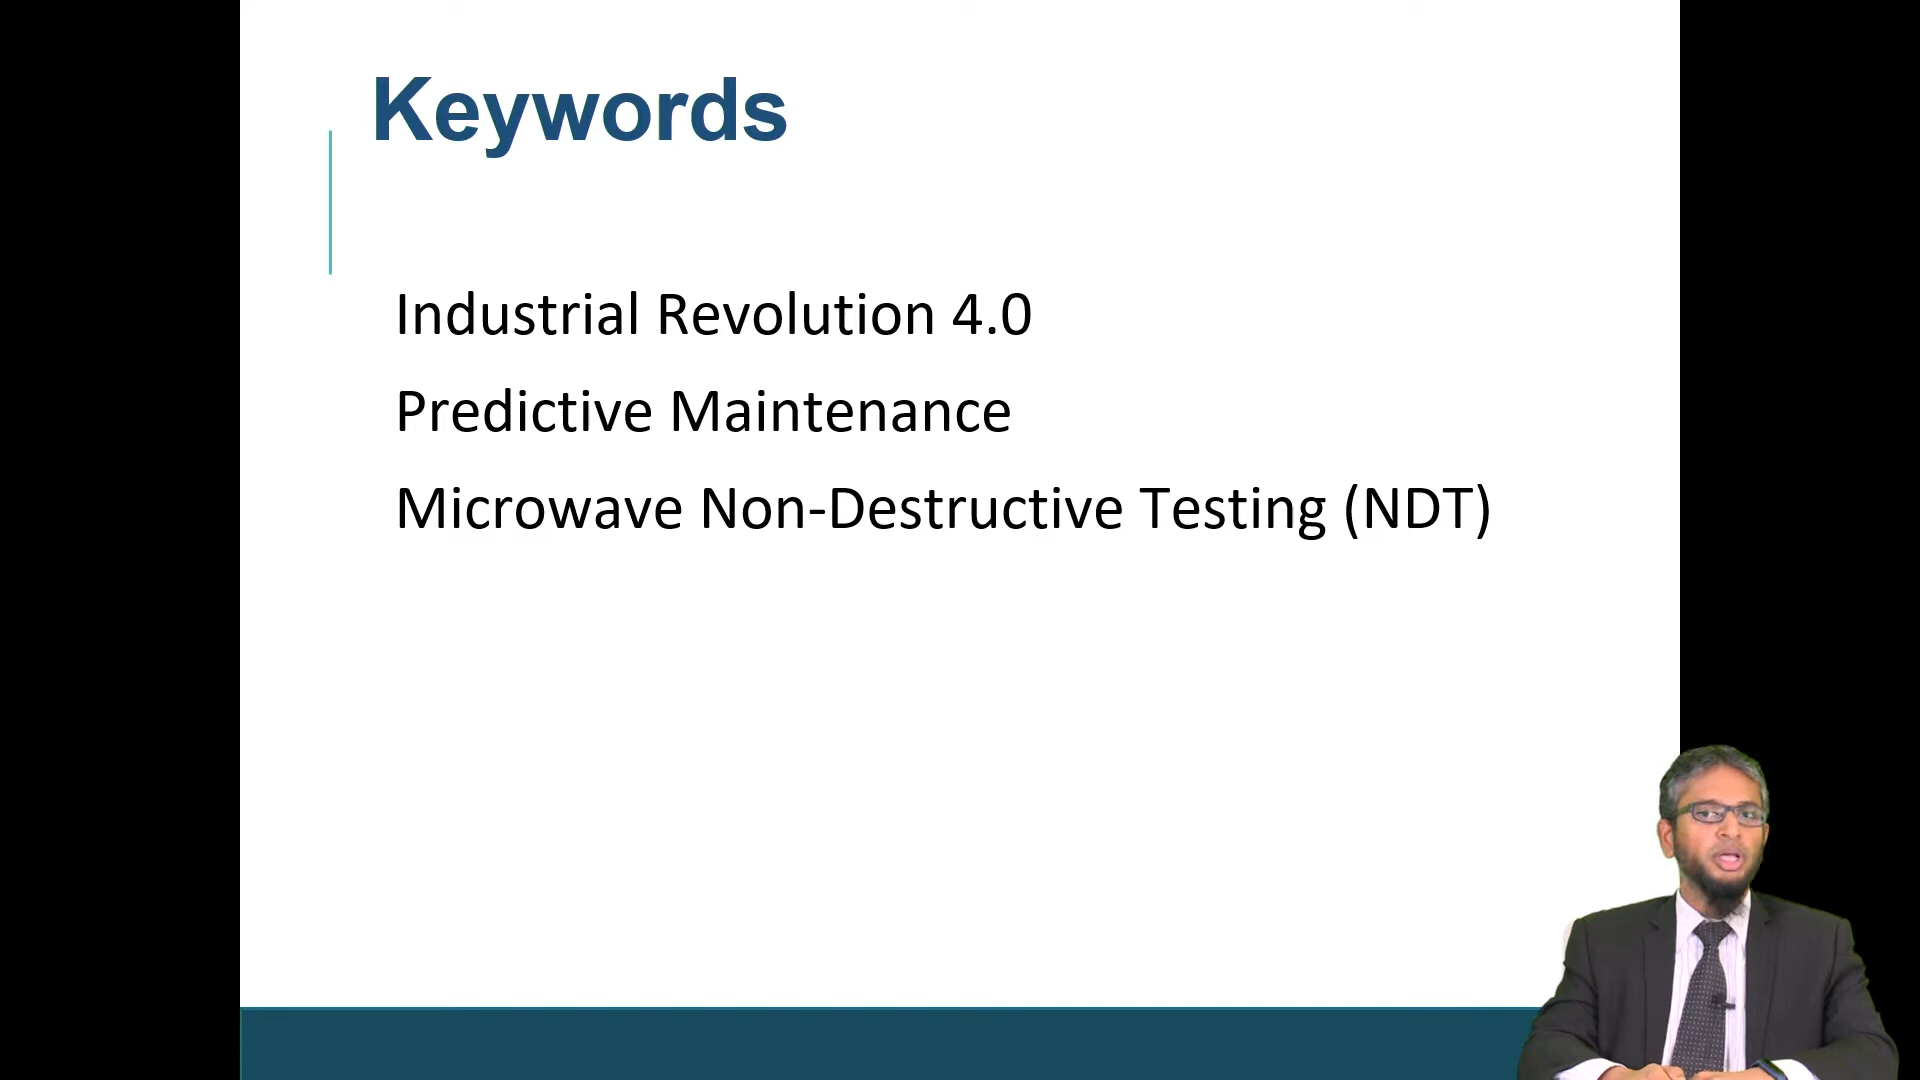 Keywords
Industrial Revolution 4.0
Predictive Maintenance
Microwave Non-Destructive Testing (NDT)